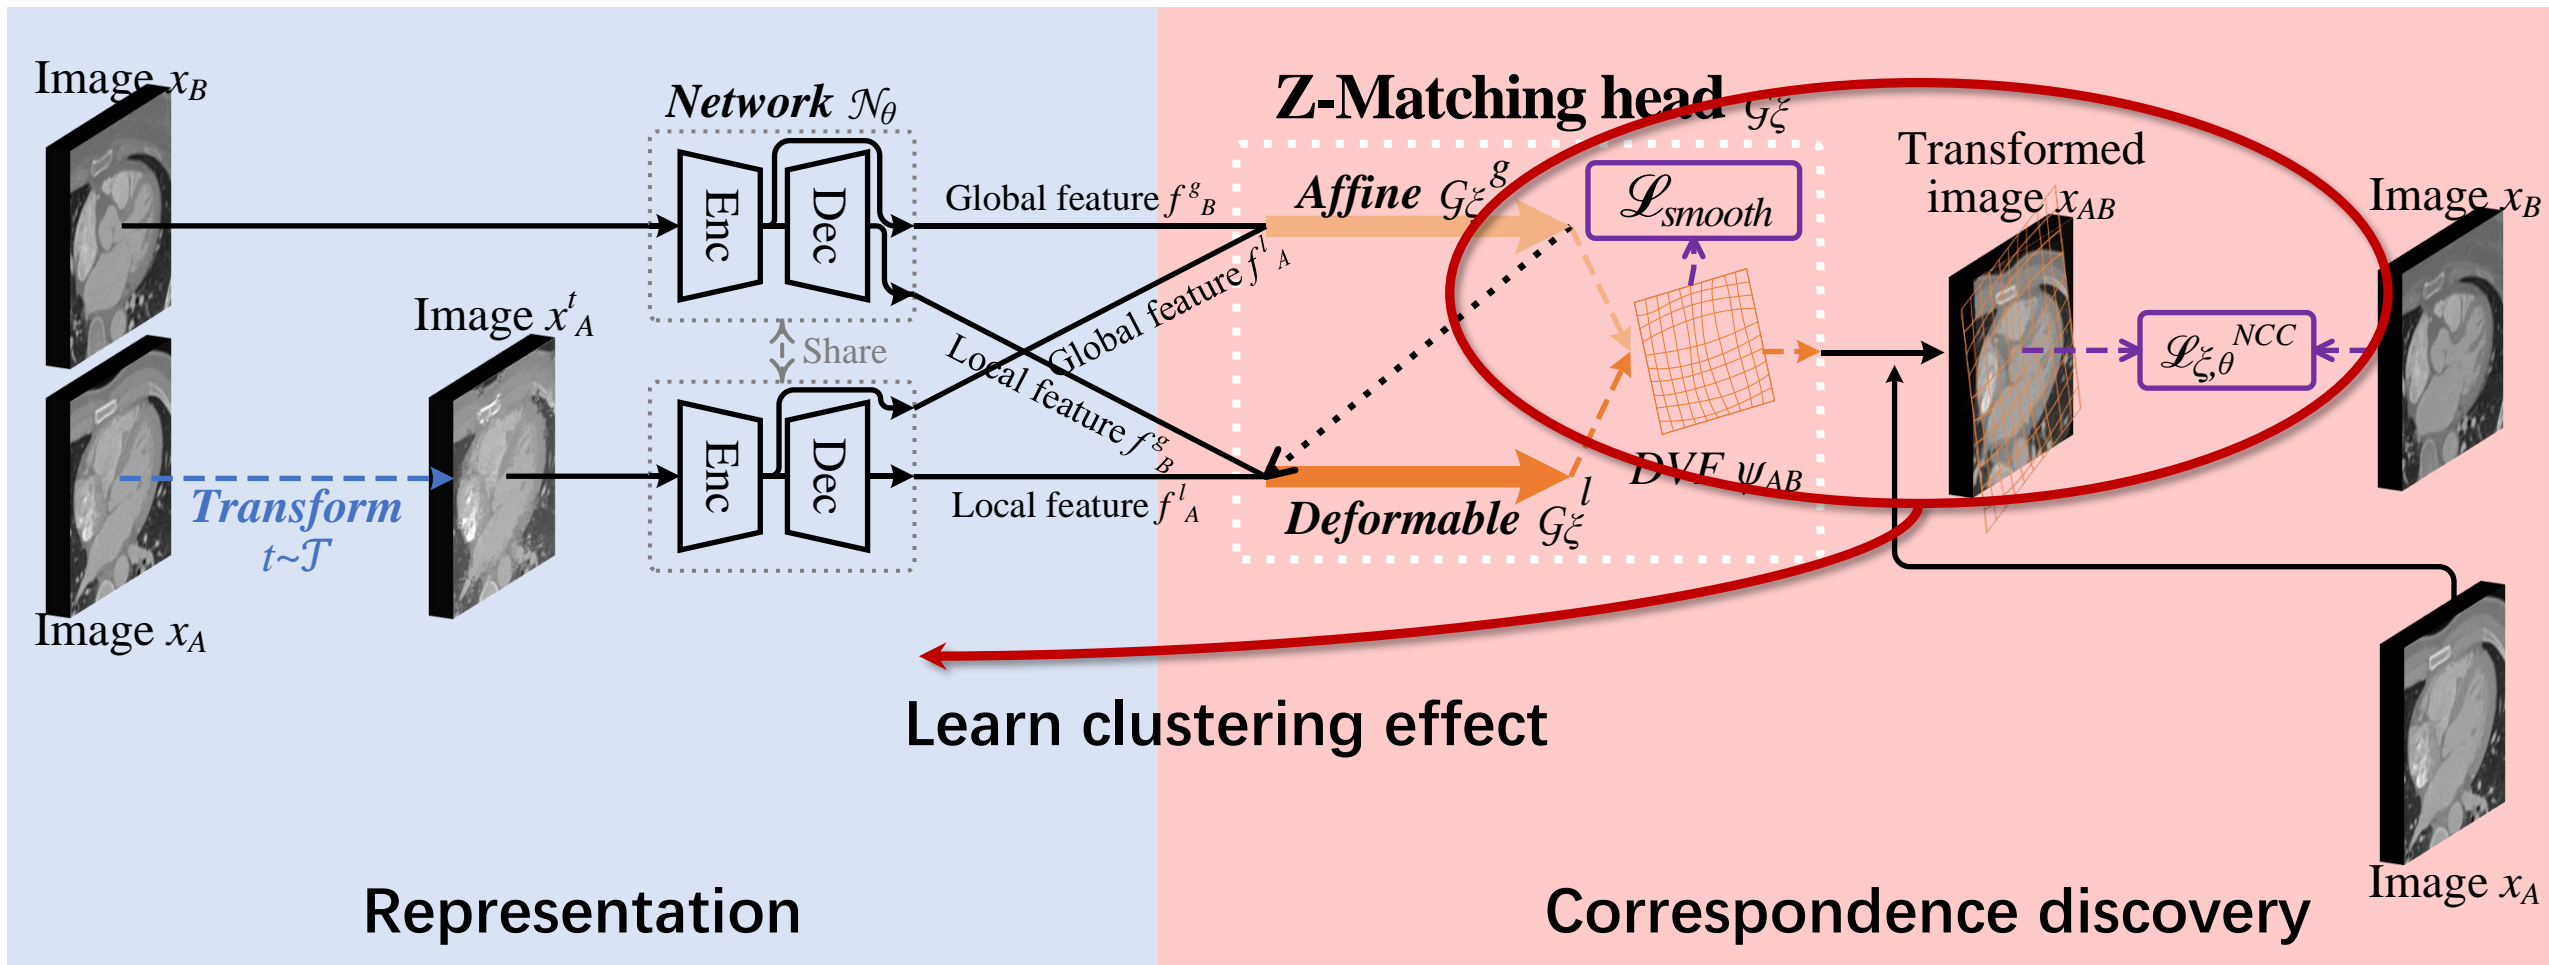 Image x_B
Network 𝒩_θ
Enc
Dec
Global feature f^g_B
Global feature f^l_A
Local feature f^g_B
Local feature f^l_A
Share
Image x^t_A
Enc
Dec
Transform
t~𝒯
Image x_A
Z-Matching head 𝒢_ξ
Affine 𝒢_ξ^g
ℒ_smooth
DVF ψ_AB
Deformable 𝒢_ξ^l
Transformed
image x_AB
ℒ_ξ,θ^NCC
Image x_B
Image x_A
Learn clustering effect
Representation
Correspondence discovery